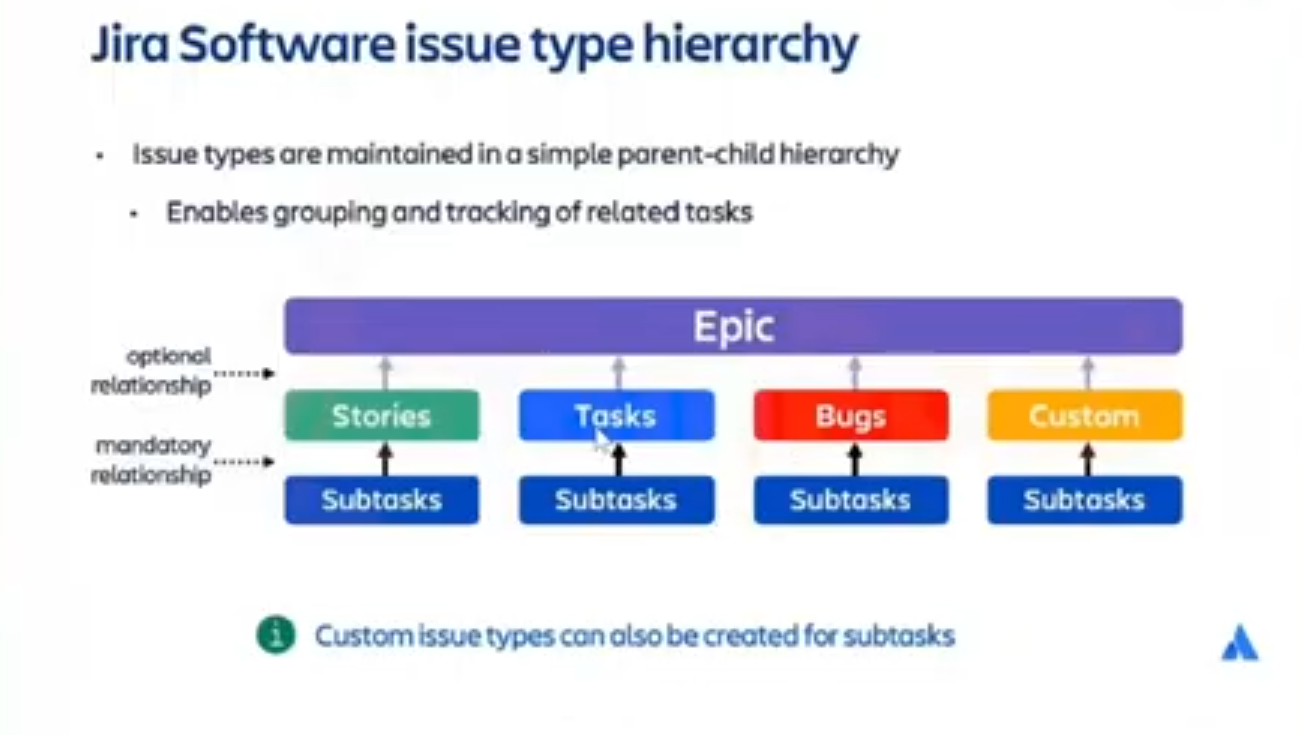 Jira Software issue type hierarchy
• Issue types are maintained in a simple parent-child hierarchy
• Enables grouping and tracking of related tasks
Epic
optional
relationship
Stories Tasks Bugs Custom
mandatory
relationship
Subtasks Subtasks Subtasks Subtasks
i Custom issue types can also be created for subtasks